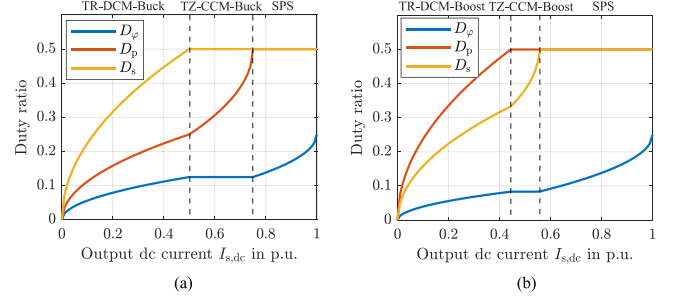 TR-DCM-Buck TZ-CCM-Buck SPS
D_φ
D_p
D_s
0.5
0.4
0.3
0.2
0.1
0
Duty ratio
0 0.2 0.4 0.6 0.8 1
Output dc current I_s,dc in p.u.
(a)
TR-DCM-Boost TZ-CCM-Boost SPS
D_φ
D_p
D_s
0.5
0.4
0.3
0.2
0.1
0
Duty ratio
0 0.2 0.4 0.6 0.8 1
Output dc current I_s,dc in p.u.
(b)